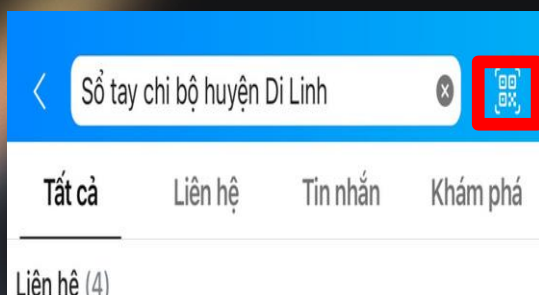 Sổ tay chi bộ huyện Di Linh
Tất cả Liên hệ Tin nhắn Khám phá
Liên hệ (4)